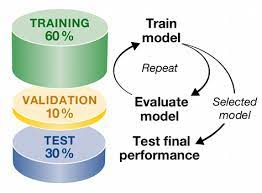 TRAINING
60%
VALIDATION
10%
TEST
30%
Train
model
Repeat
Evaluate
model
Selected
model
Test final
performance